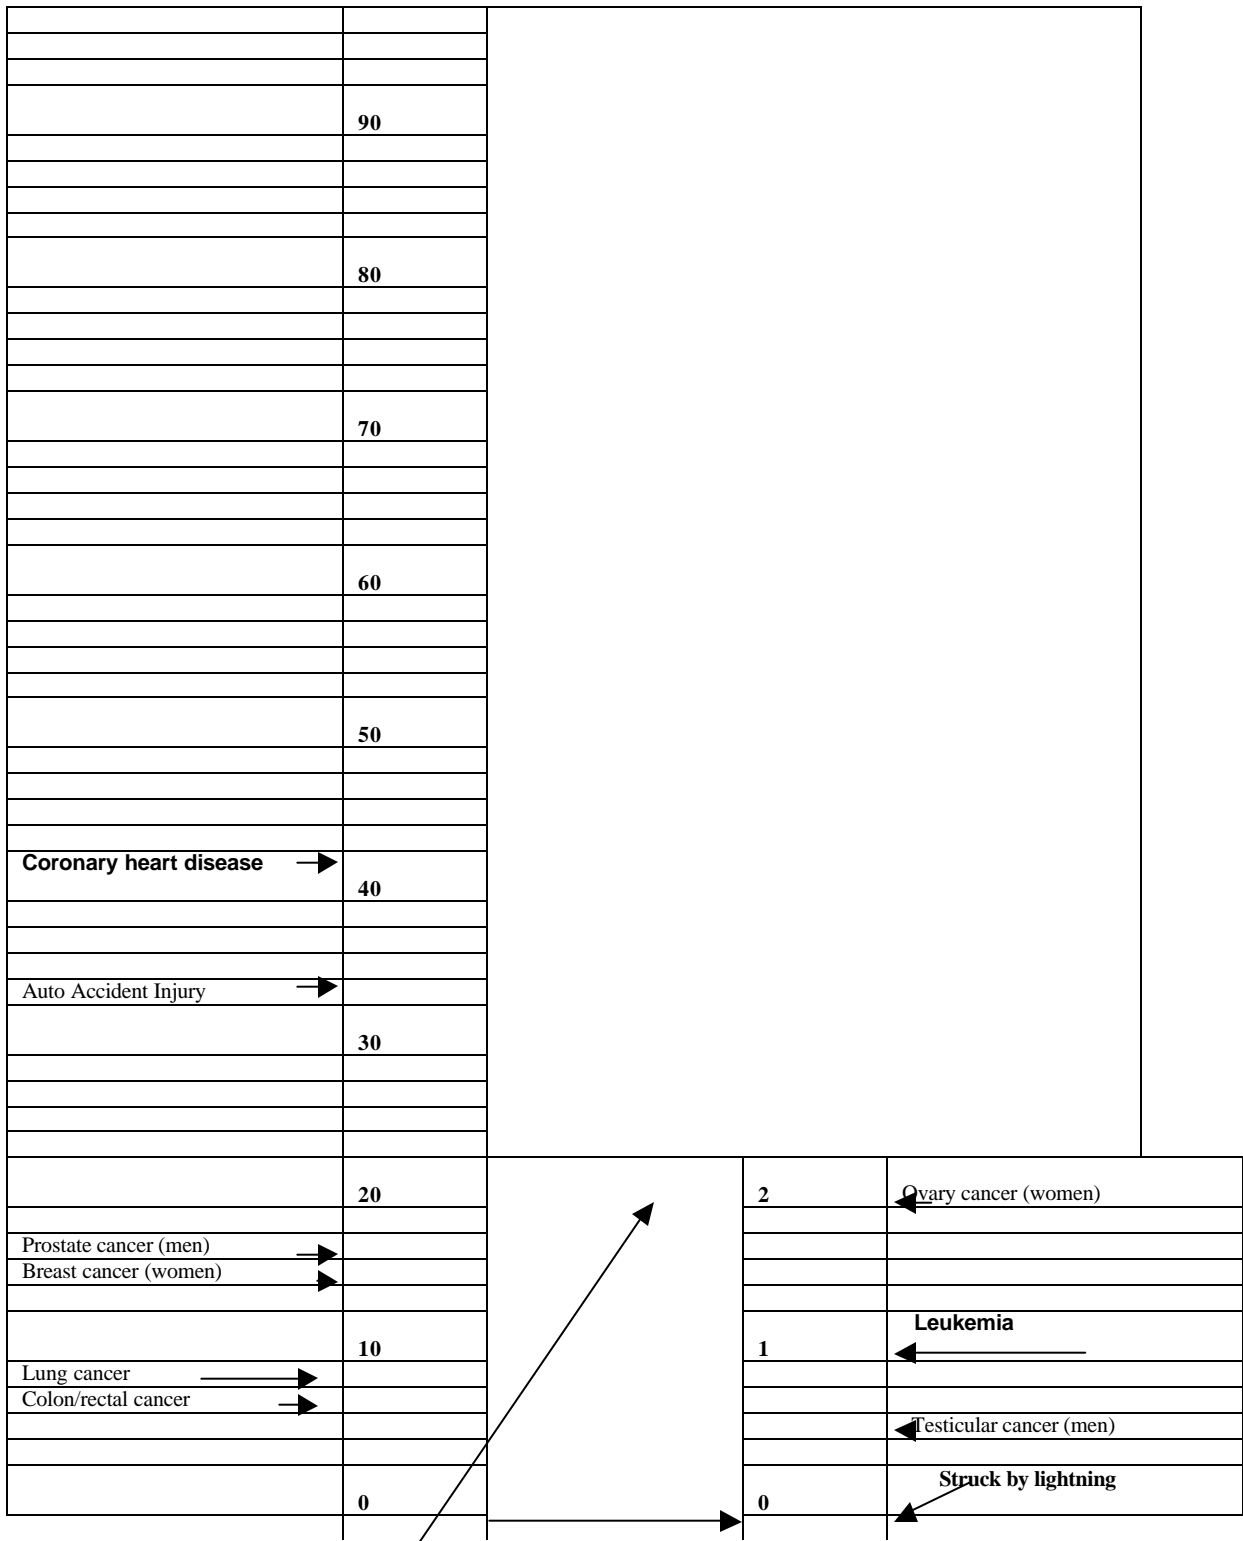 90
80
70
60
50
Coronary heart disease
40
Auto Accident Injury
30
20
2 Ovary cancer (women)
Prostate cancer (men)
Breast cancer (women)
Leukemia
10
1
Lung cancer
Colon/rectal cancer
Testicular cancer (men)
Struck by lightning
0
0